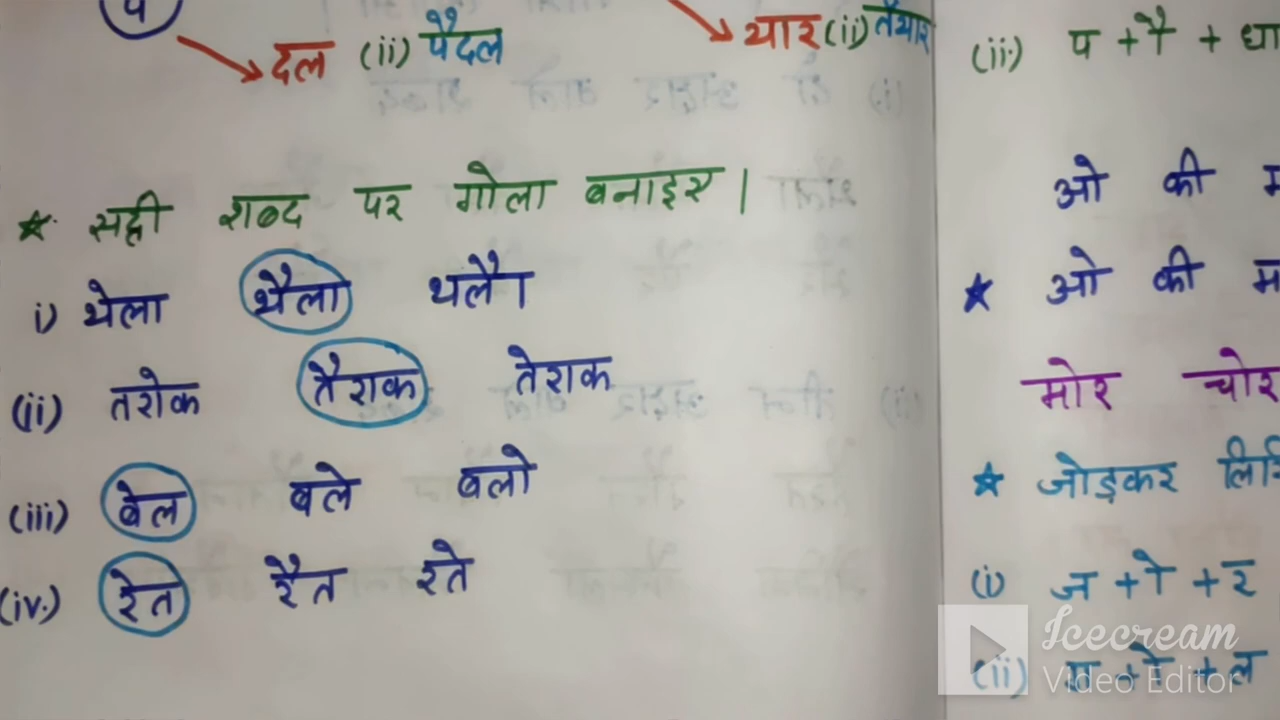 प
दल (ii) पैदल
यार (ii) तैयार
★ सही शब्द पर गोला बनाइए।
i) थेला थैला थलैा
(ii) तरोक तैराक तेराक
(iii) बेल बले बलो
(iv.) रेत रैत रते
(ii.) प + ै + धा
ओ की म
★ ओ की म
मोर चोर
★ जोड़कर लि
(i) ज + े + र
(ii) + े + ल
Icecream
Video Editor